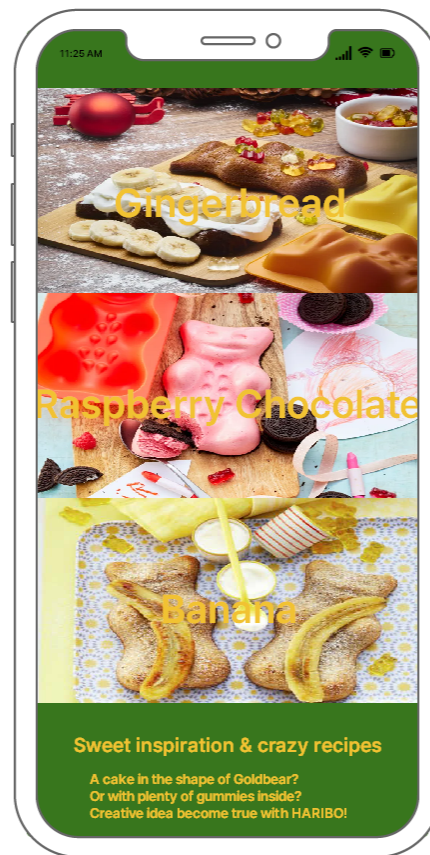 11:25 AM
Gingerbread
Raspberry Chocolate
Banana
Sweet inspiration & crazy recipes
A cake in the shape of Goldbear?
Or with plenty of gummies inside?
Creative idea become true with HARIBO!